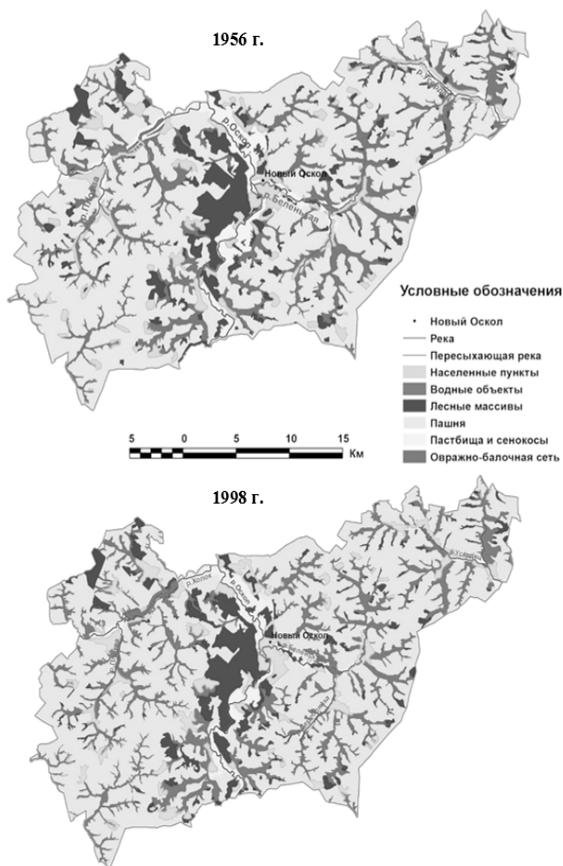 1956 г.
р.Оскол
Новый Оскол
р.Беленькая
Условные обозначения
Новый Оскол
Река
Пересыхающая река
Населенные пункты
Водные объекты
Лесные массивы
Пашня
Пастбища и сенокосы
Овражно-балочная сеть
5 0 5 10 15
Км
1998 г.
р.Холок
р.Оскол
Новый Оскол